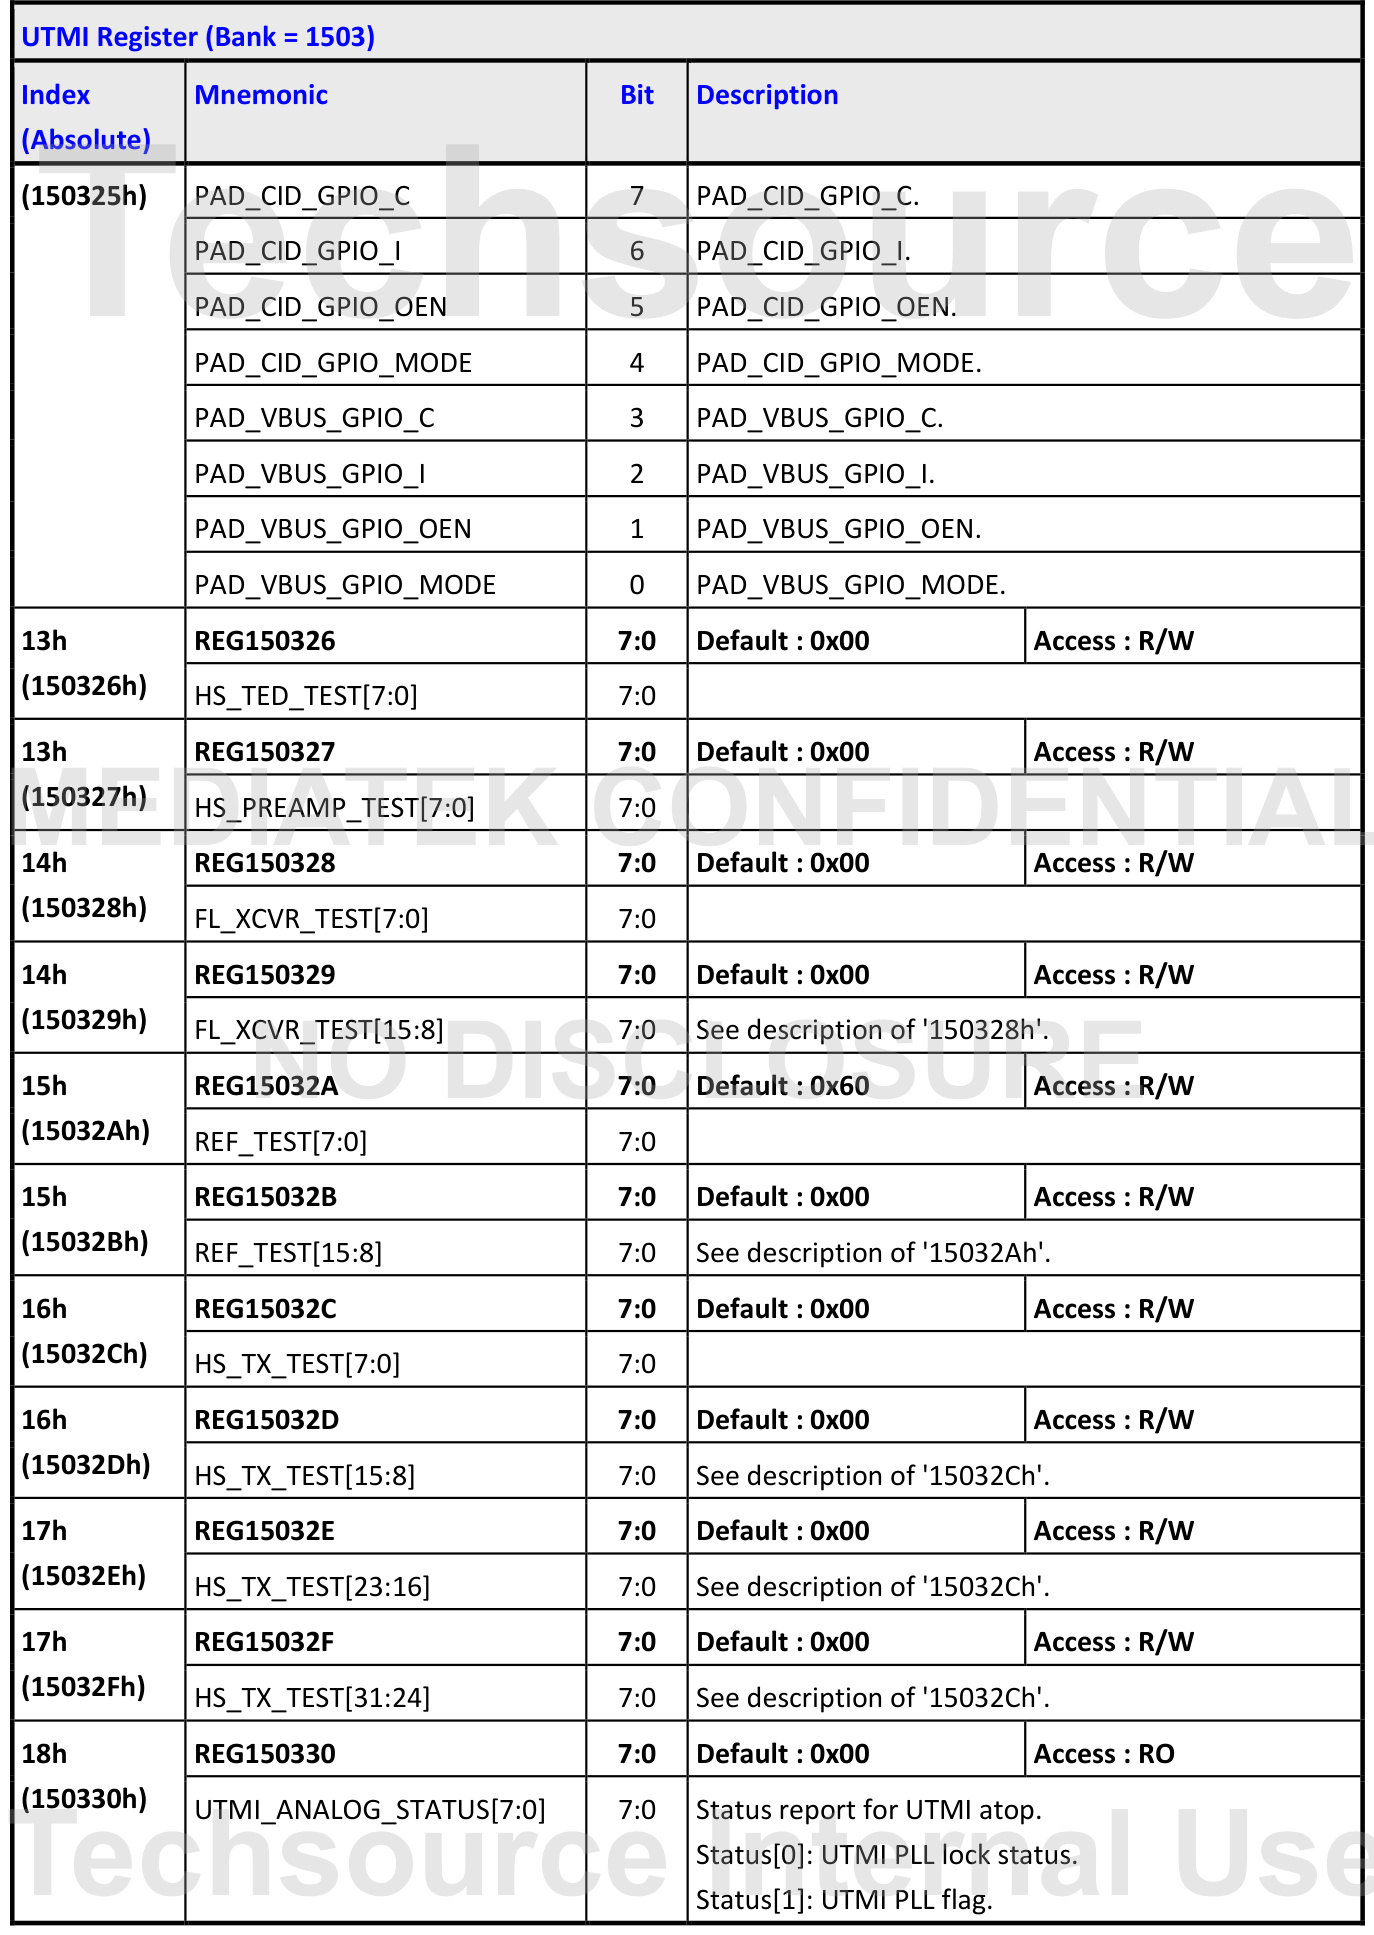 UTMI Register (Bank = 1503)
Index (Absolute) Mnemonic Bit Description
(150325h) PAD_CID_GPIO_C 7 PAD_CID_GPIO_C.
PAD_CID_GPIO_I 6 PAD_CID_GPIO_I.
PAD_CID_GPIO_OEN 5 PAD_CID_GPIO_OEN.
PAD_CID_GPIO_MODE 4 PAD_CID_GPIO_MODE.
PAD_VBUS_GPIO_C 3 PAD_VBUS_GPIO_C.
PAD_VBUS_GPIO_I 2 PAD_VBUS_GPIO_I.
PAD_VBUS_GPIO_OEN 1 PAD_VBUS_GPIO_OEN.
PAD_VBUS_GPIO_MODE 0 PAD_VBUS_GPIO_MODE.
13h REG150326 7:0 Default : 0x00 Access : R/W
(150326h) HS_TED_TEST[7:0] 7:0
13h REG150327 7:0 Default : 0x00 Access : R/W
(150327h) HS_PREAMP_TEST[7:0] 7:0
14h REG150328 7:0 Default : 0x00 Access : R/W
(150328h) FL_XCVR_TEST[7:0] 7:0
14h REG150329 7:0 Default : 0x00 Access : R/W
(150329h) FL_XCVR_TEST[15:8] 7:0 See description of '150328h'.
15h REG15032A 7:0 Default : 0x60 Access : R/W
(15032Ah) REF_TEST[7:0] 7:0
15h REG15032B 7:0 Default : 0x00 Access : R/W
(15032Bh) REF_TEST[15:8] 7:0 See description of '15032Ah'.
16h REG15032C 7:0 Default : 0x00 Access : R/W
(15032Ch) HS_TX_TEST[7:0] 7:0
16h REG15032D 7:0 Default : 0x00 Access : R/W
(15032Dh) HS_TX_TEST[15:8] 7:0 See description of '15032Ch'.
17h REG15032E 7:0 Default : 0x00 Access : R/W
(15032Eh) HS_TX_TEST[23:16] 7:0 See description of '15032Ch'.
17h REG15032F 7:0 Default : 0x00 Access : R/W
(15032Fh) HS_TX_TEST[31:24] 7:0 See description of '15032Ch'.
18h REG150330 7:0 Default : 0x00 Access : RO
(150330h) UTMI_ANALOG_STATUS[7:0] 7:0 Status report for UTMI atop.
Status[0]: UTMI PLL lock status.
Status[1]: UTMI PLL flag.
Techsource
MEDIATEK CONFIDENTIAL
NO DISCLOSURE
Techsource Internal Use